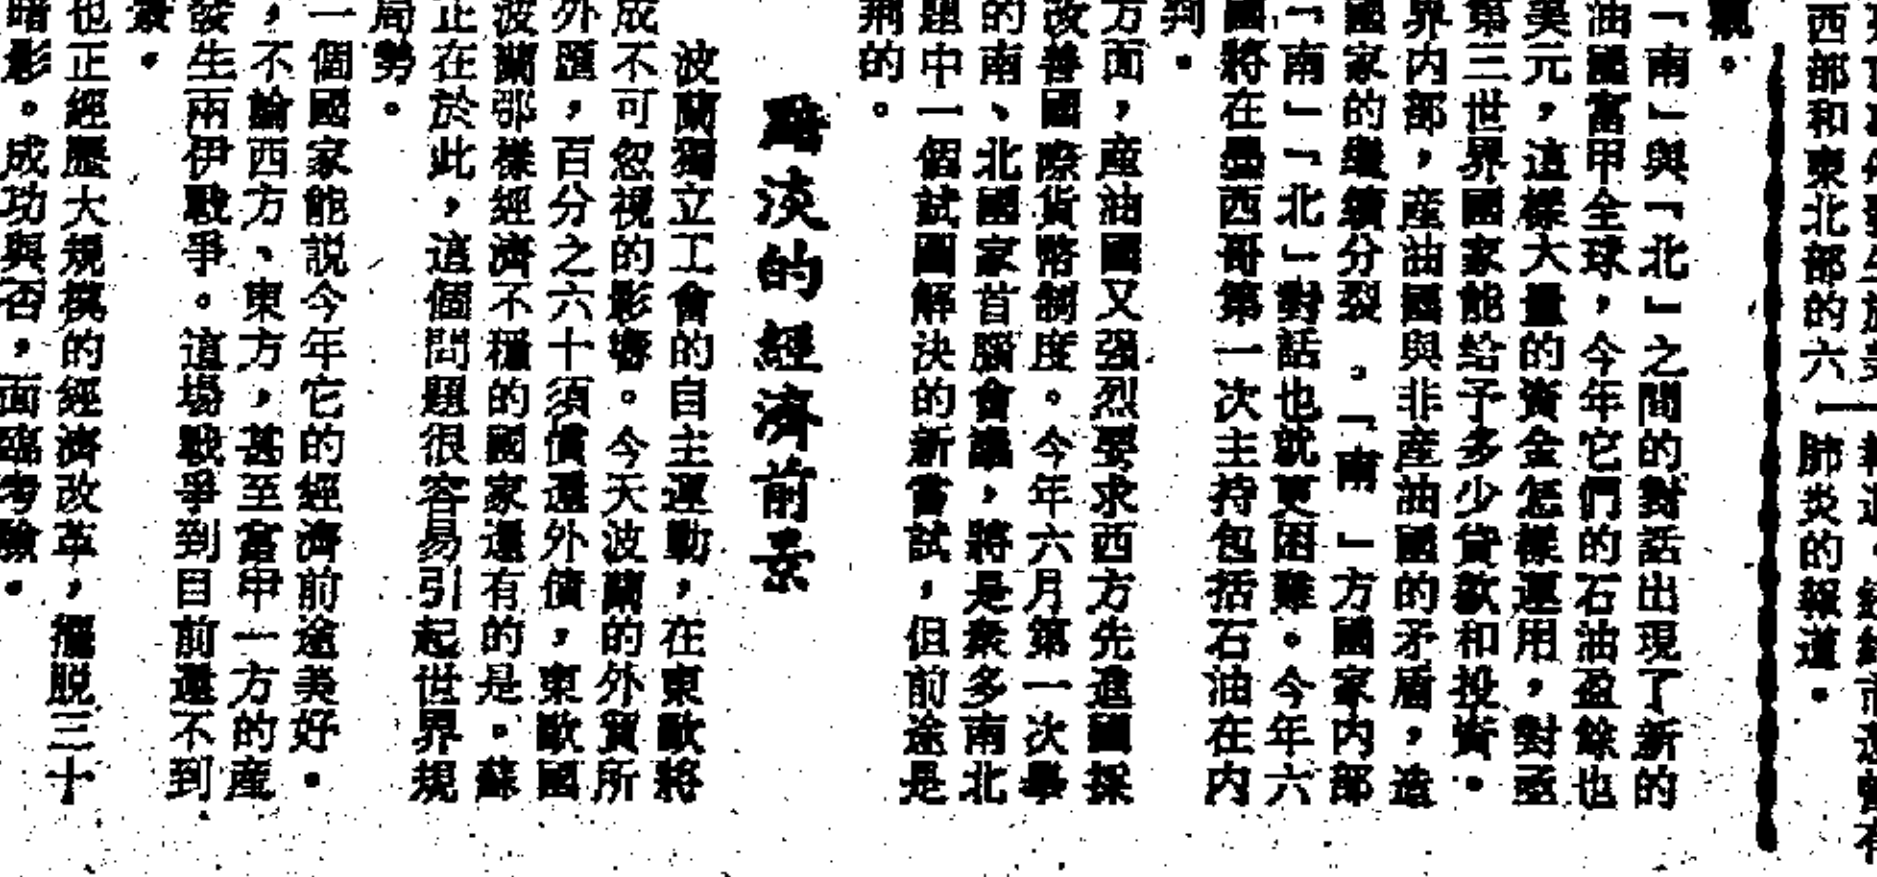 西部和東北部的六
肺炎的報道。
觀。
「南」與「北」之間的對話出現了新的
油國富甲全球，今年它們的石油盈餘也
美元，這樣大量的資金怎樣運用，對亟
第三世界國家能給予多少貸款和投資。
界内部，産油國與非産油國的矛盾，造
國家的繼續分裂。「南」方國家内部
「南」「北」對話也就更困難。今年六
國將在墨西哥第一次主持包括石油在内
判。
方面，産油國又强烈要求西方先進國採
改善國際貨幣制度。今年六月第一次舉
的南、北國家首腦會議，將是衆多南北
題中一個試圖解決的新嘗試，但前途是
荆的。
黯淡的經濟前景
波蘭獨立工會的自主運動，在東歐將
成不可忽視的影響。今天波蘭的外貿所
外匯，百分之六十須償還外債，東歐國
波蘭那樣經濟不穩的國家還有的是。蘇
正在於此，這個問題很容易引起世界規
局勢。
一個國家能説今年它的經濟前途美好。
，不論西方、東方，甚至富甲一方的産
發生兩伊戰爭。這場戰爭到目前還不到
景。
也正經歷大規模的經濟改革，擺脱三十
暗影。成功與否，面臨考驗。